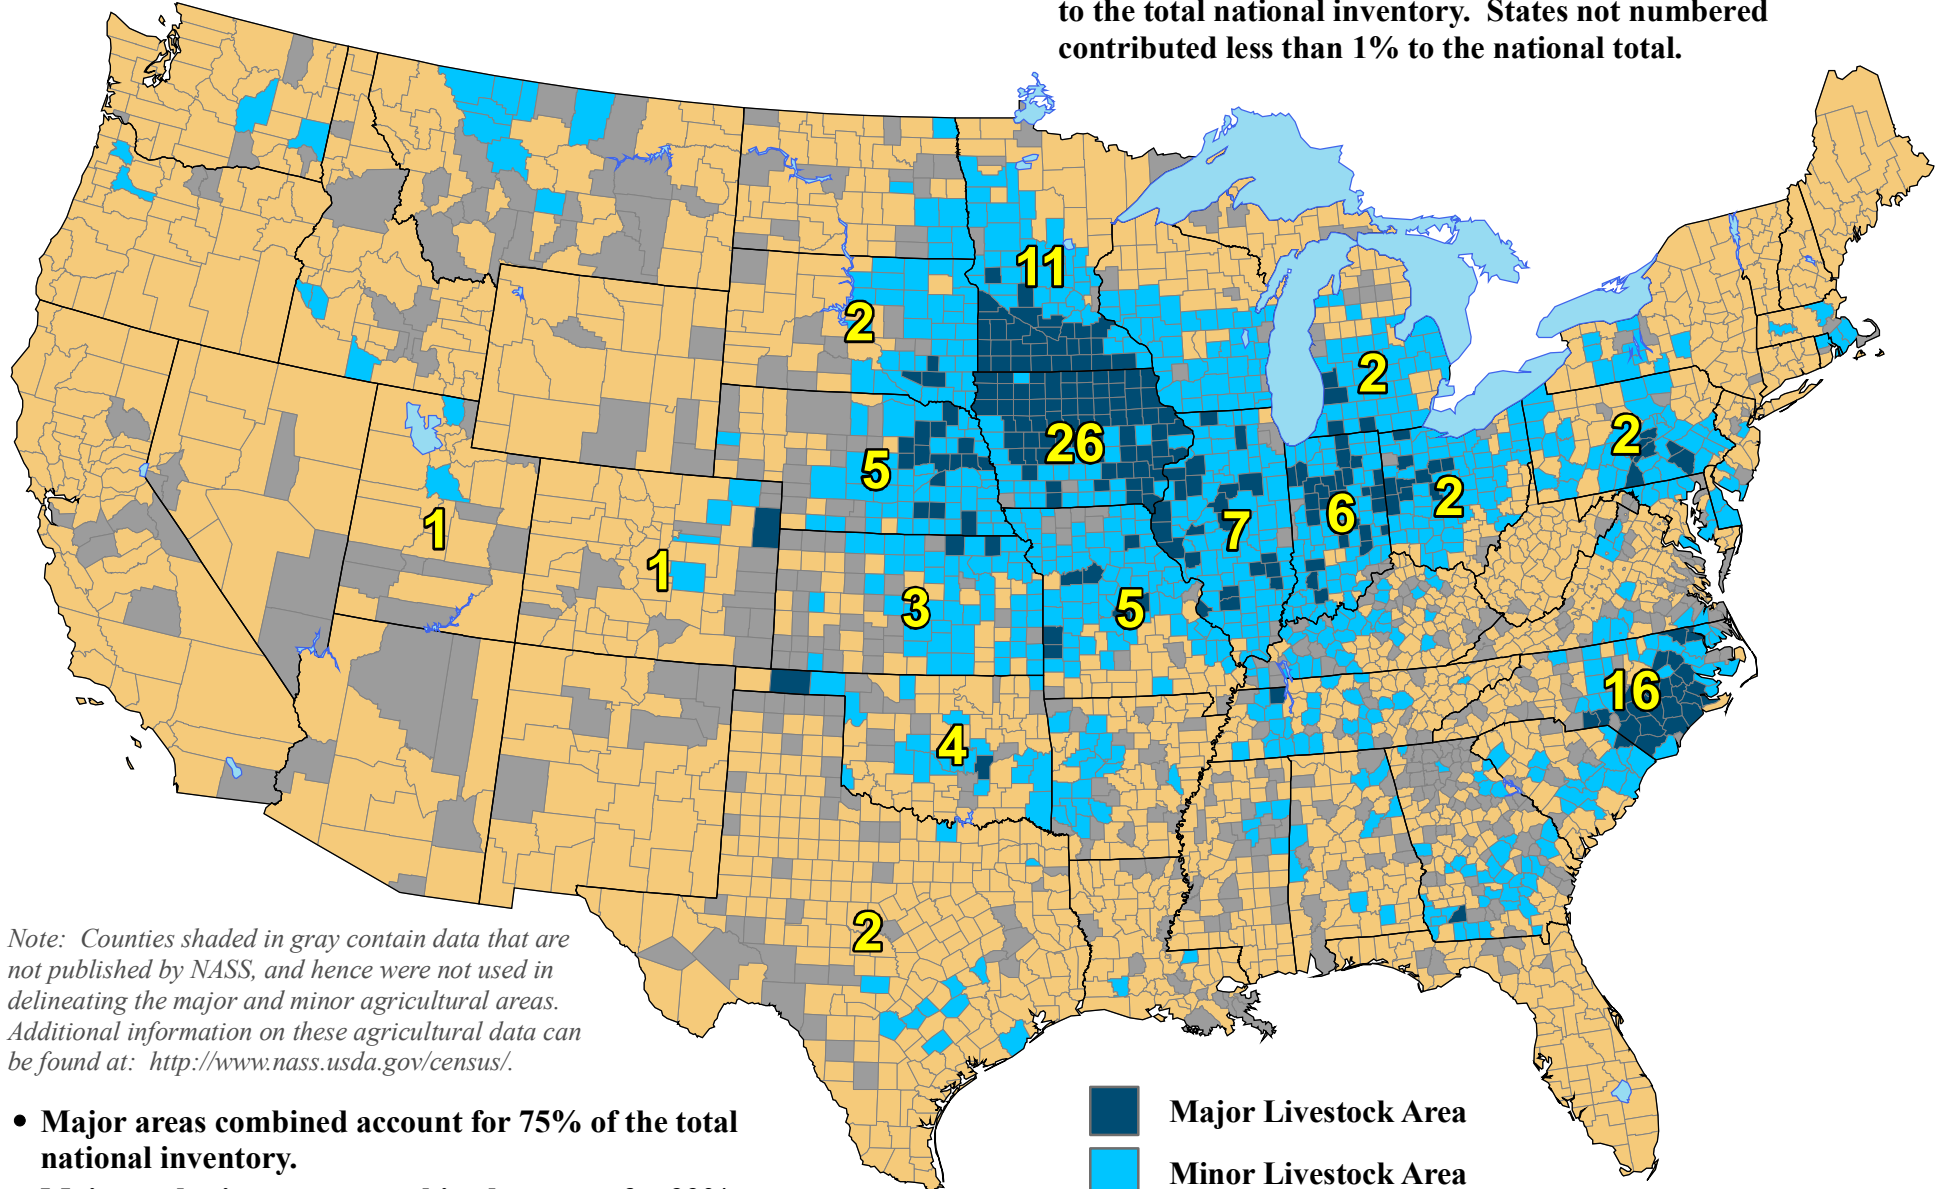 to the total national inventory.  States not numbered
contributed less than 1% to the national total.
11
2
2
26
5
2
2
1
7
6
1
3
5
16
4
2
Note:  Counties shaded in gray contain data that are
not published by NASS, and hence were not used in
delineating the major and minor agricultural areas.
Additional information on these agricultural data can
be found at:  http://www.nass.usda.gov/census/.
• Major areas combined account for 75% of the total
national inventory.
Major Livestock Area
Minor Livestock Area